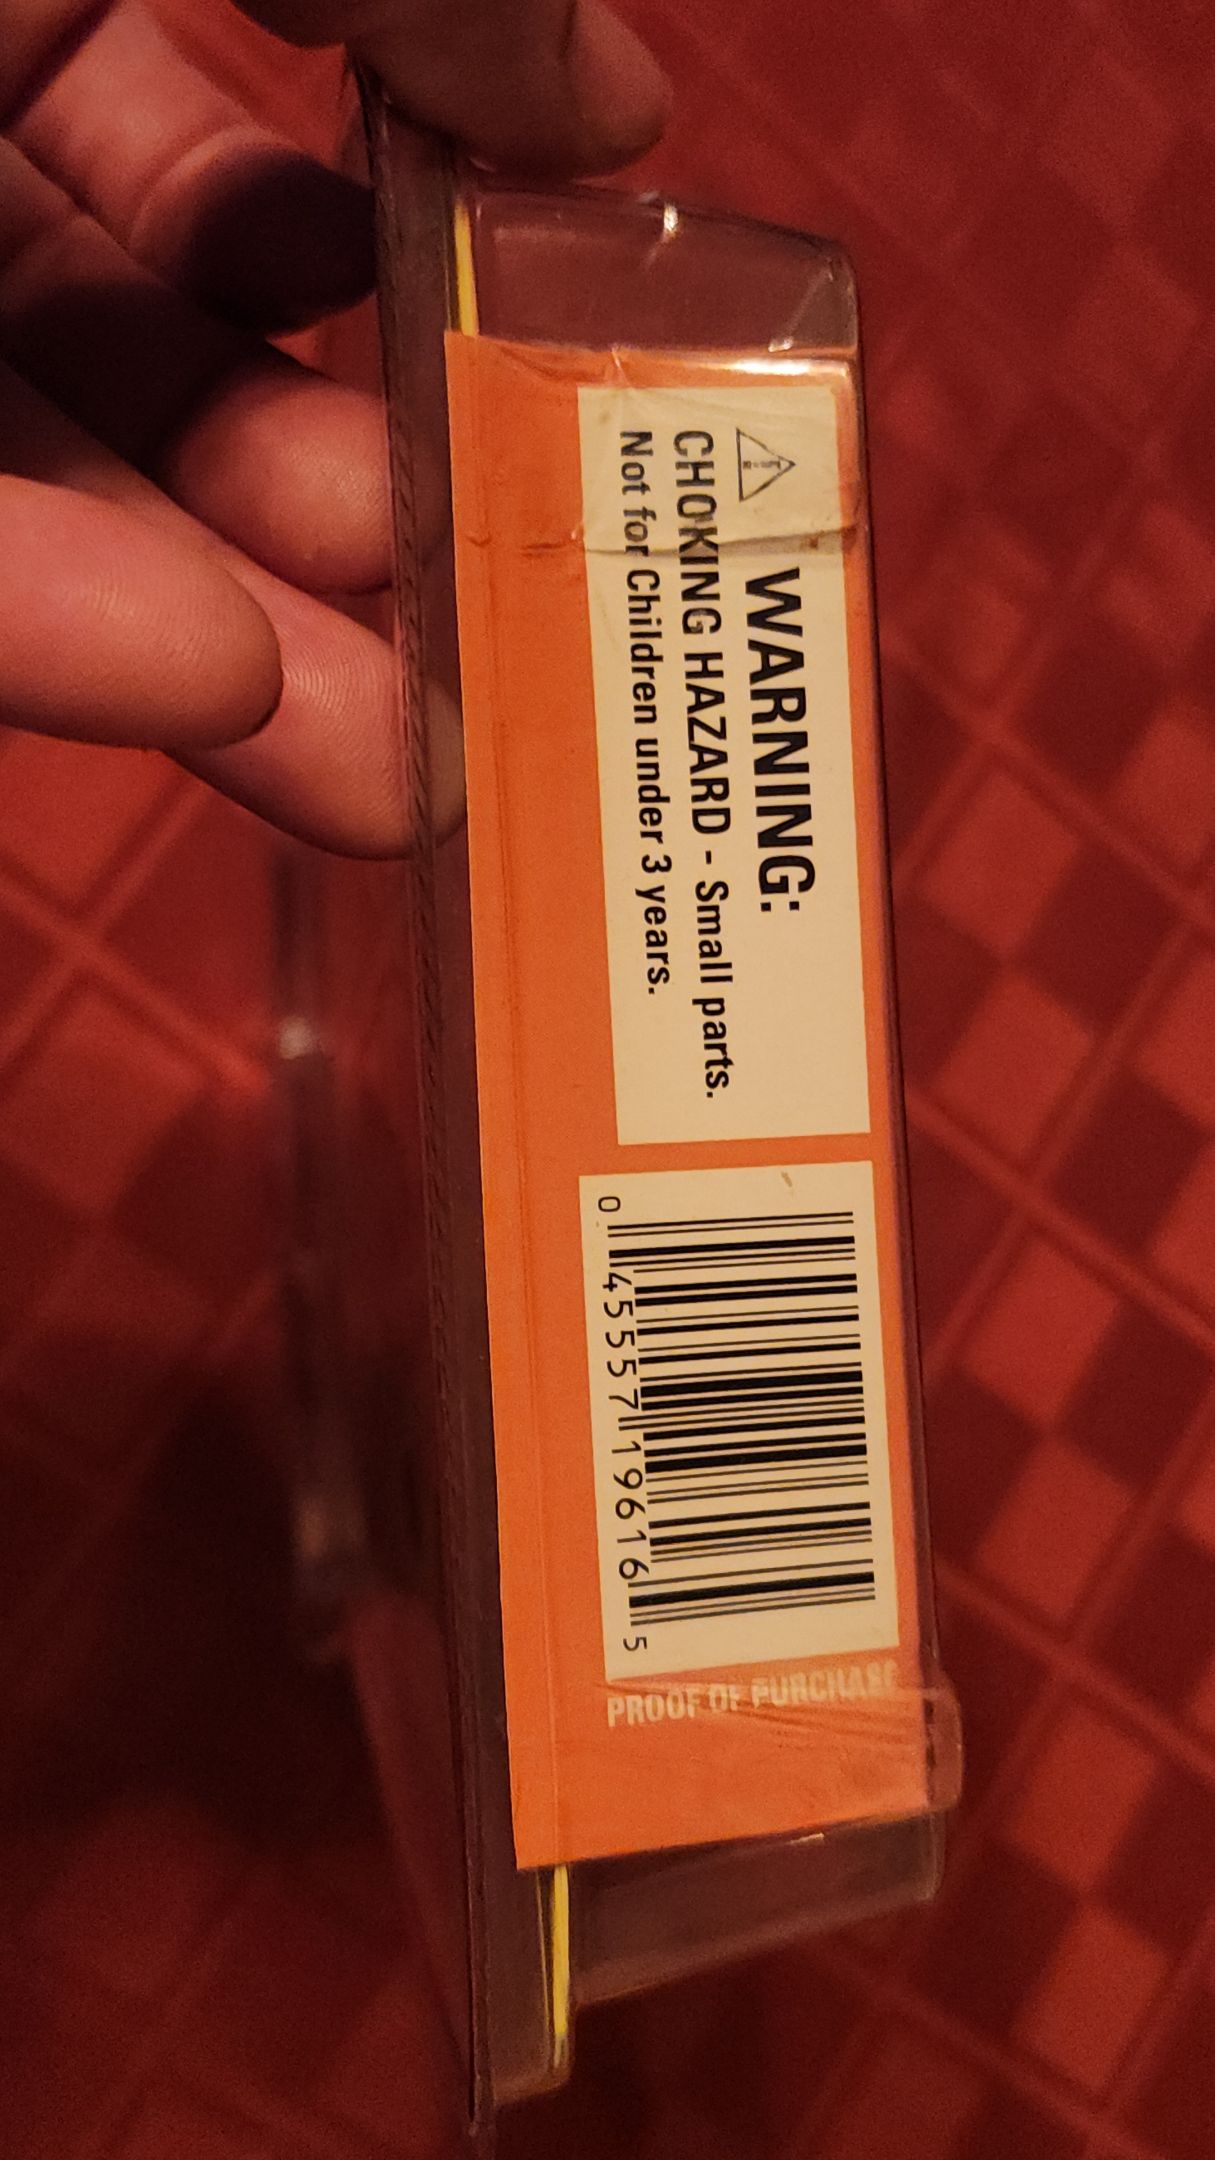 WARNING:
CHOKING HAZARD - Small parts.
Not for Children under 3 years.
0 45557 19616 5
PROOF OF PURCHASE